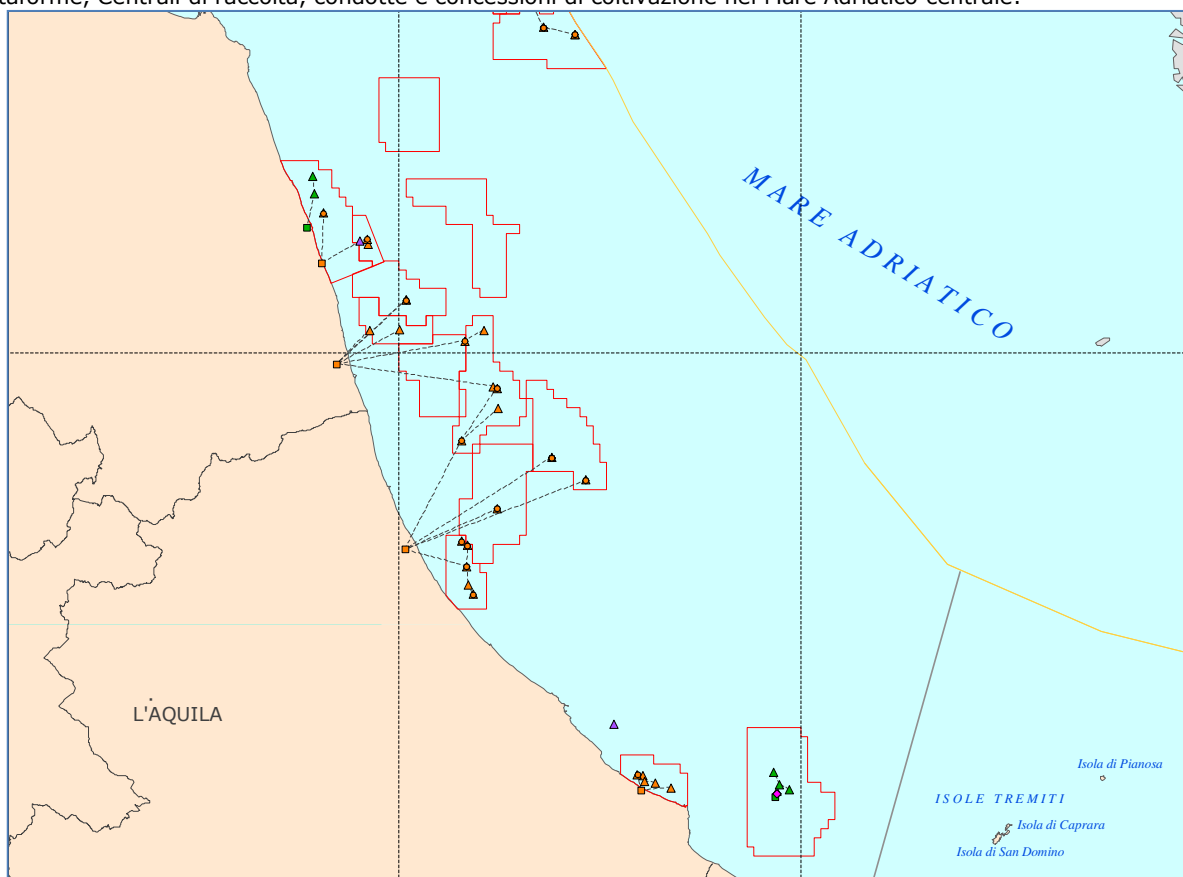 Centrali di raccolta, condotte e concessioni di coltivazione nel Mare Adriatico centrale.
MARE ADRIATICO
L'AQUILA
Isola di Pianosa
ISOLE TREMITI
Isola di Caprara
Isola di San Domino